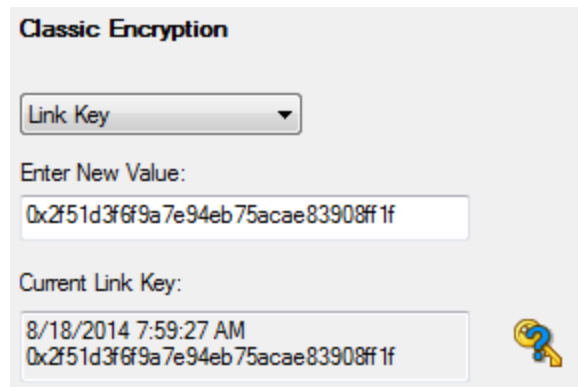 Classic Encryption
Link Key
Enter New Value:
0x2f51d3f6f9a7e94eb75acae83908ff1f
Current Link Key:
8/18/2014 7:59:27 AM
0x2f51d3f6f9a7e94eb75acae83908ff1f